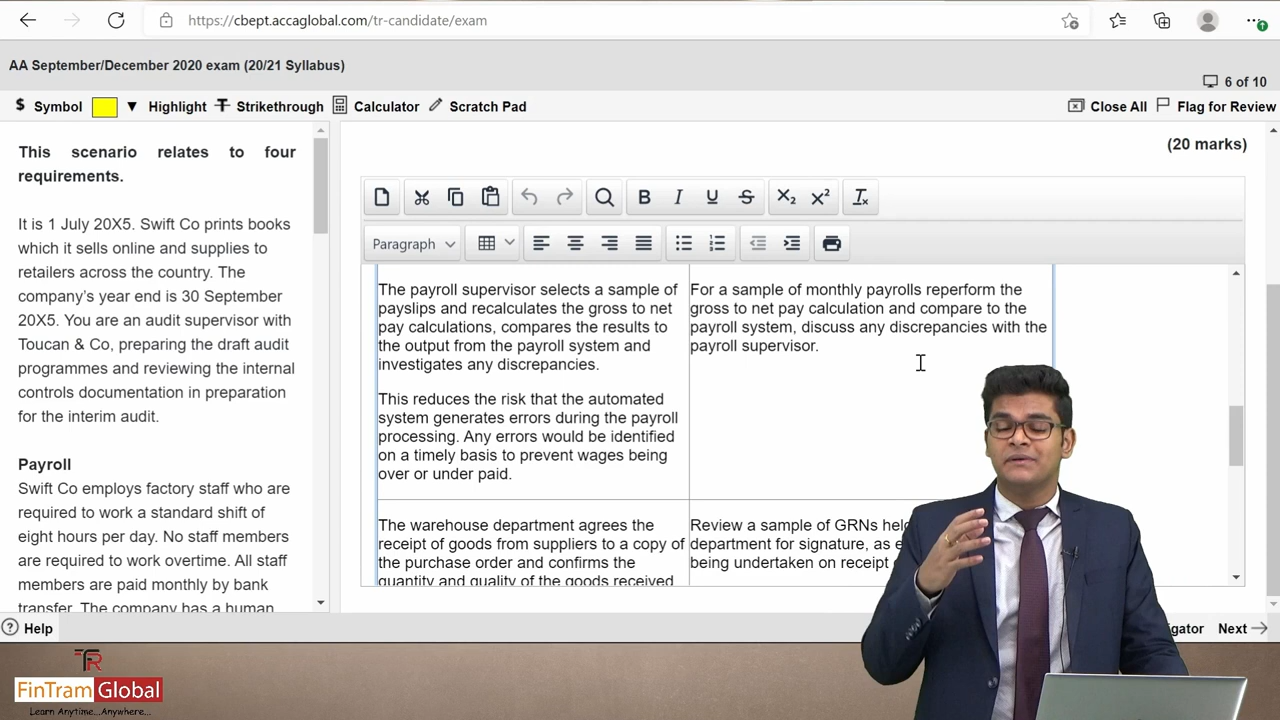 https://cbept.accaglobal.com/tr-candidate/exam
AA September/December 2020 exam (20/21 Syllabus)
6 of 10
$ Symbol Highlight Strikethrough Calculator Scratch Pad
Close All Flag for Review
This scenario relates to four
requirements.
It is 1 July 20X5. Swift Co prints books
which it sells online and supplies to
retailers across the country. The
company's year end is 30 September
20X5. You are an audit supervisor with
Toucan & Co, preparing the draft audit
programmes and reviewing the internal
controls documentation in preparation
for the interim audit.
Payroll
Swift Co employs factory staff who are
required to work a standard shift of
eight hours per day. No staff members
are required to work overtime. All staff
members are paid monthly by bank
transfer. The company has a human
(20 marks)
Paragraph
The payroll supervisor selects a sample of
payslips and recalculates the gross to net
pay calculations, compares the results to
the output from the payroll system and
investigates any discrepancies.
This reduces the risk that the automated
system generates errors during the payroll
processing. Any errors would be identified
on a timely basis to prevent wages being
over or under paid.
For a sample of monthly payrolls reperform the
gross to net pay calculation and compare to the
payroll system, discuss any discrepancies with the
payroll supervisor.
The warehouse department agrees the
receipt of goods from suppliers to a copy of
the purchase order and confirms the
quantity and quality of the goods received
Review a sample of GRNs
department for signature, as
being undertaken on receipt
Help
Next
TR
FinTram Global
Learn Anytime...Anywhere...